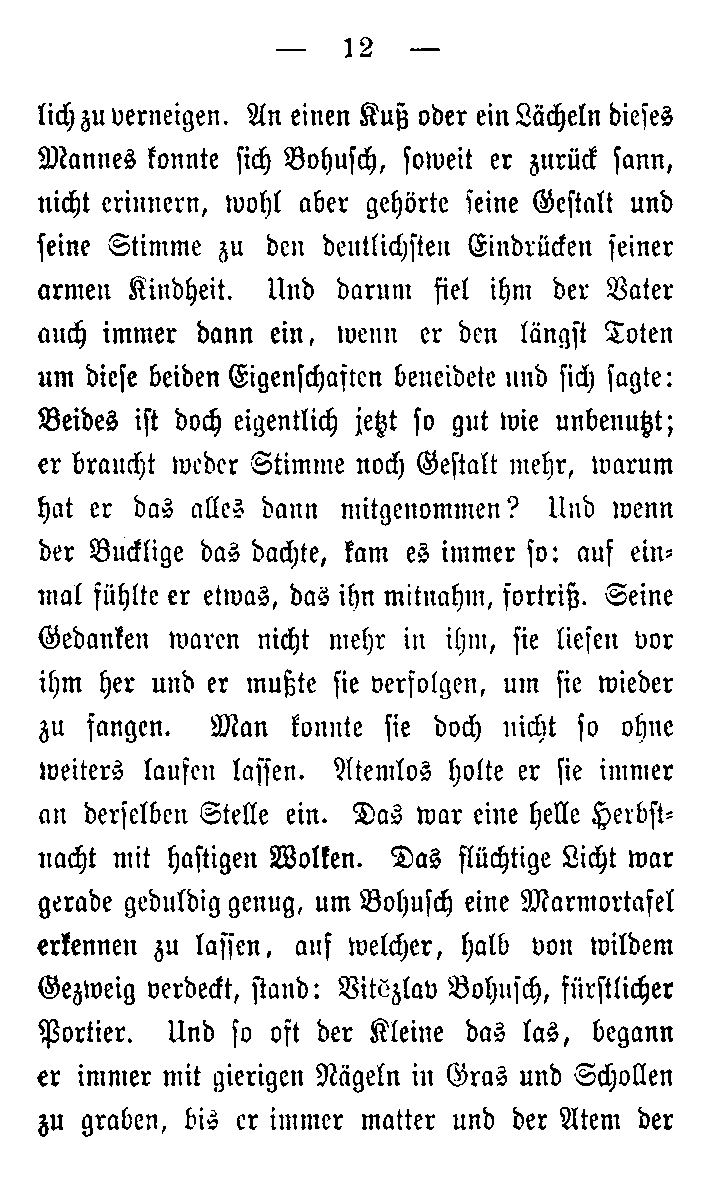 — 12 —
lich zu verneigen. An einen Kuß oder ein Lächeln dieses
Mannes konnte sich Bohusch, soweit er zurück sann,
nicht erinnern, wohl aber gehörte seine Gestalt und
seine Stimme zu den deutlichsten Eindrücken seiner
armen Kindheit. Und darum fiel ihm der Vater
auch immer dann ein, wenn er den längst Toten
um diese beiden Eigenschaften beneidete und sich sagte:
Beides ist doch eigentlich jetzt so gut wie unbenutzt;
er braucht weder Stimme noch Gestalt mehr, warum
hat er das alles dann mitgenommen? Und wenn
der Bucklige das dachte, kam es immer so: auf ein-
mal fühlte er etwas, das ihn mitnahm, fortriß. Seine
Gedanken waren nicht mehr in ihm, sie liefen vor
ihm her und er mußte sie verfolgen, um sie wieder
zu fangen. Man konnte sie doch nicht so ohne
weiters laufen lassen. Atemlos holte er sie immer
an derselben Stelle ein. Das war eine helle Herbst-
nacht mit hastigen Wolken. Das flüchtige Licht war
gerade geduldig genug, um Bohusch eine Marmortafel
erkennen zu lassen, auf welcher, halb von wildem
Gezweig verdeckt, stand: Vitězlav Bohusch, fürstlicher
Portier. Und so oft der Kleine das las, begann
er immer mit gierigen Nägeln in Gras und Schollen
zu graben, bis er immer matter und der Atem der